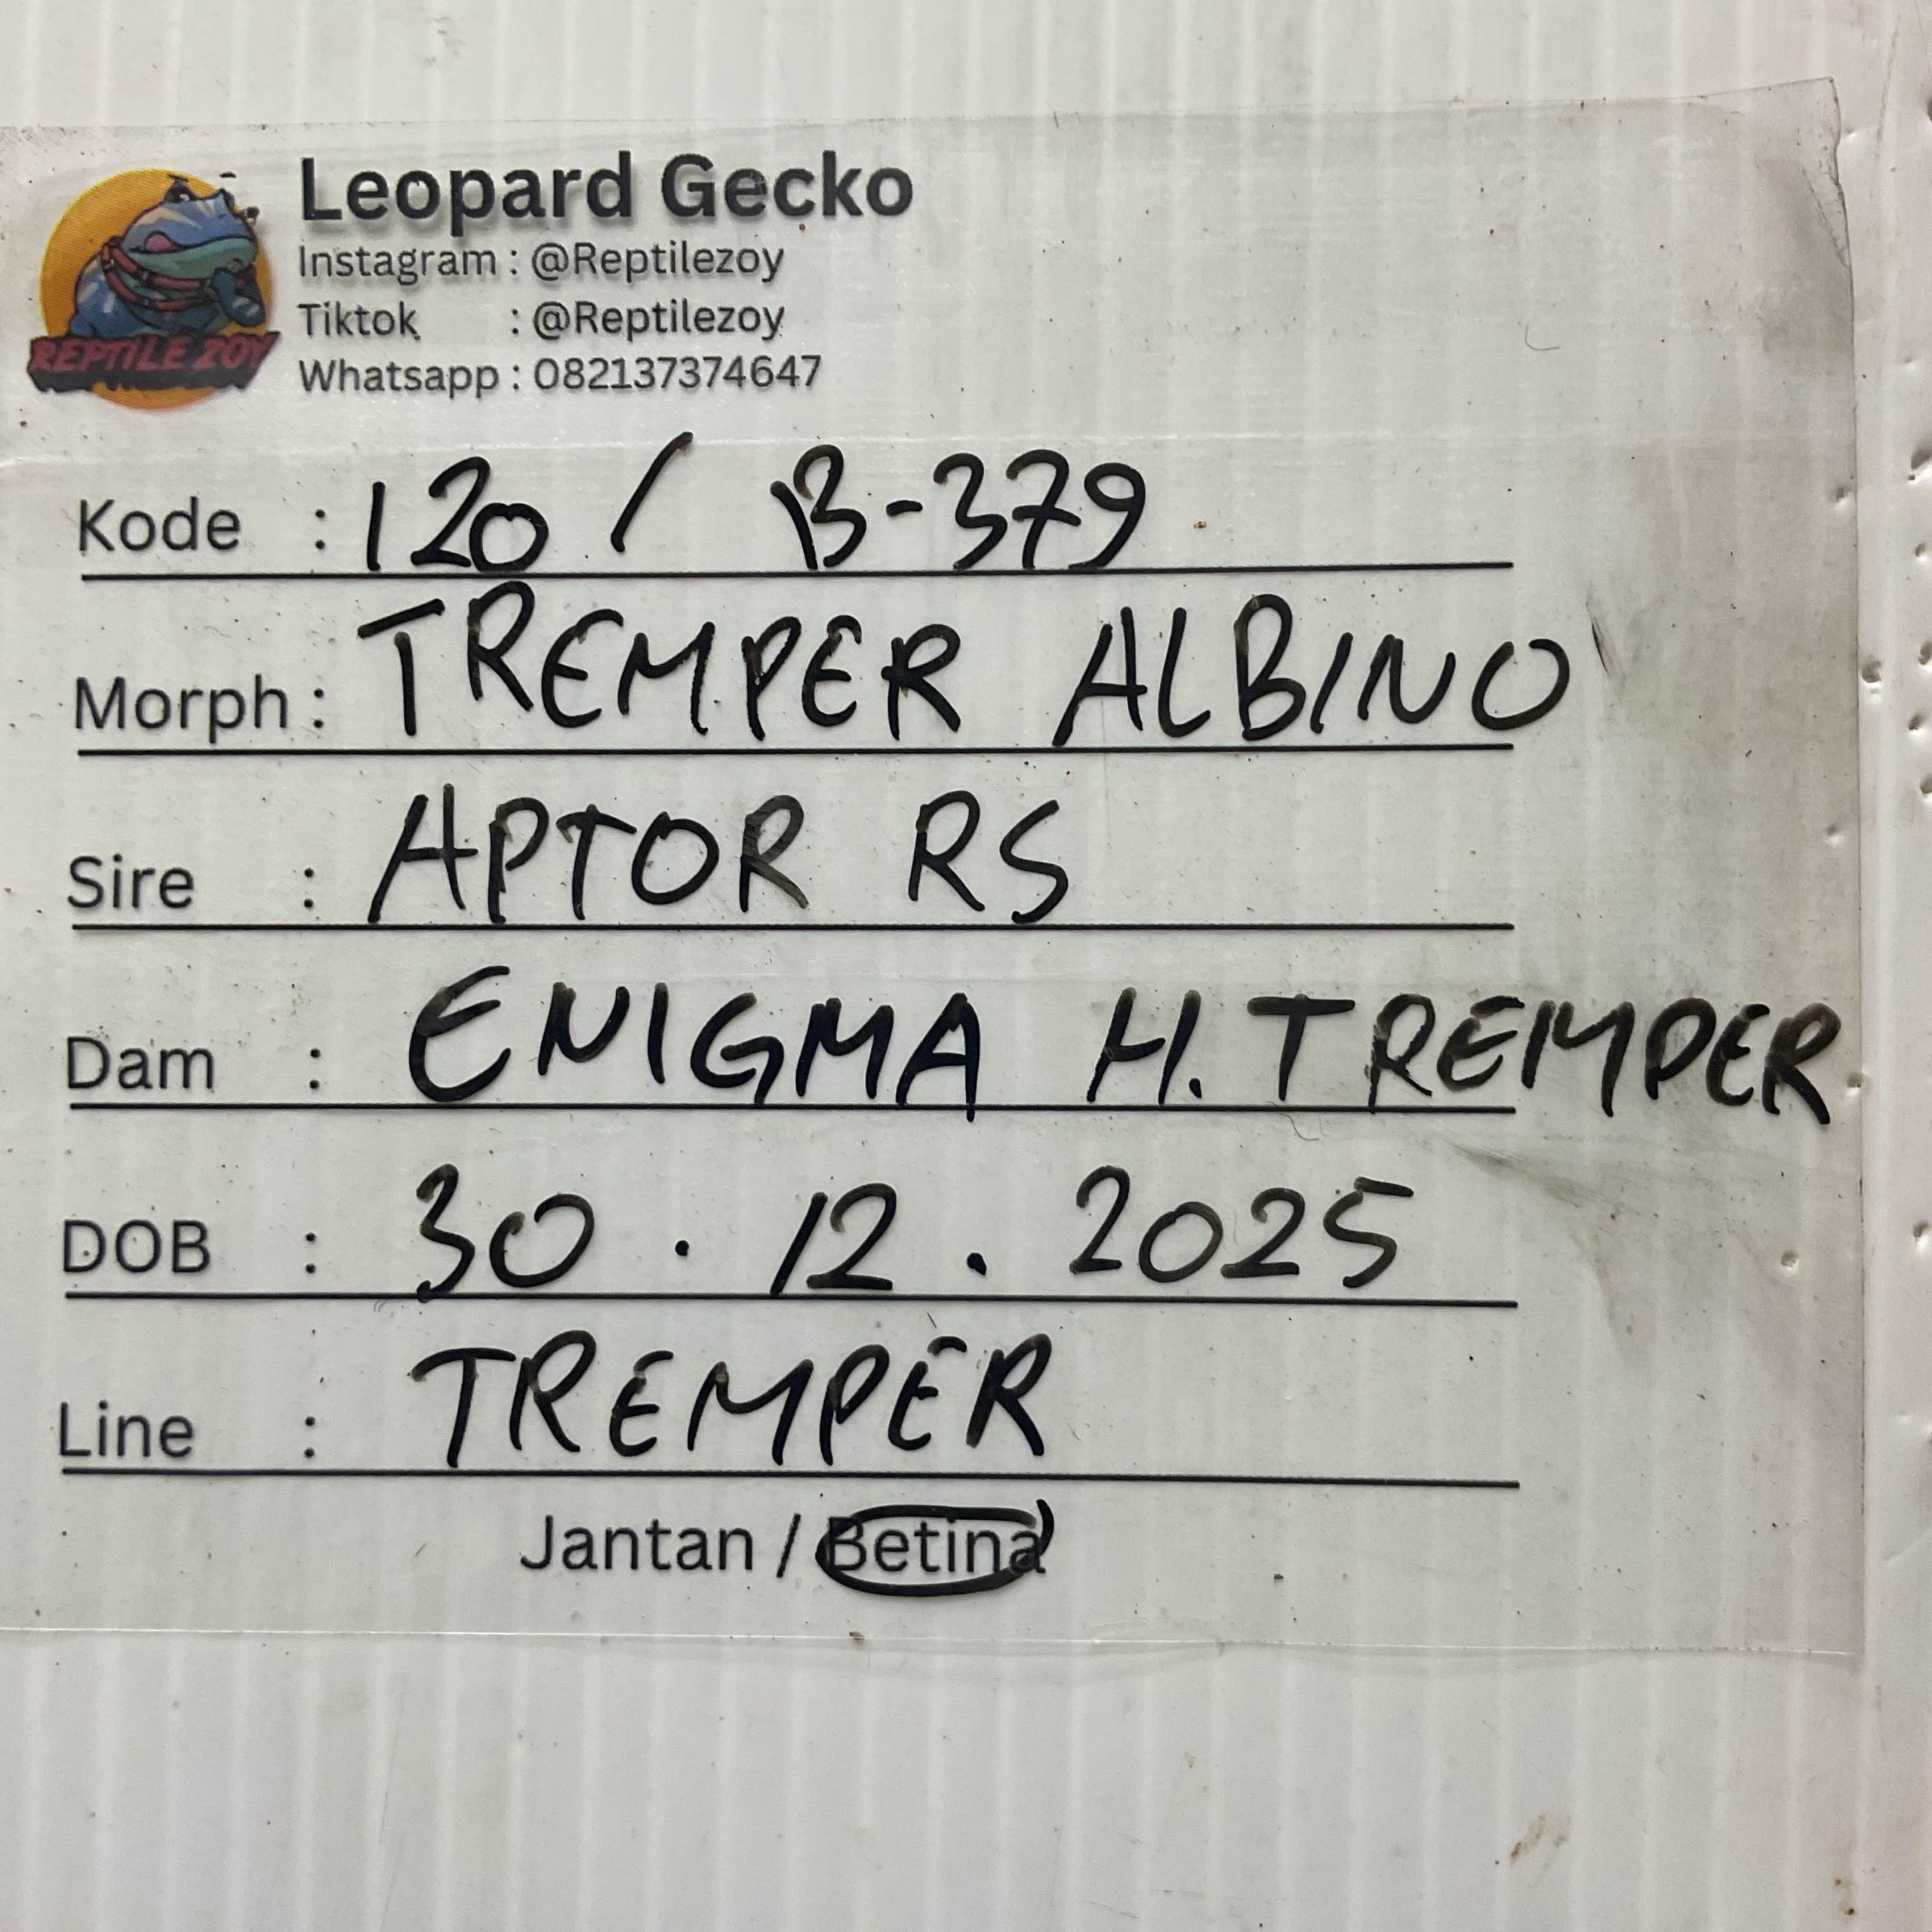 REPTILE ZOY
Leopard Gecko
Instagram : @Reptilezoy
Tiktok : @Reptilezoy
Whatsapp : 082137374647
Kode : 120 / B-379
Morph : TREMPER ALBINO
Sire : APTOR RS
Dam : ENIGMA H. TREMPER
DOB : 30 . 12 . 2025
Line : TREMPER
Jantan / Betina